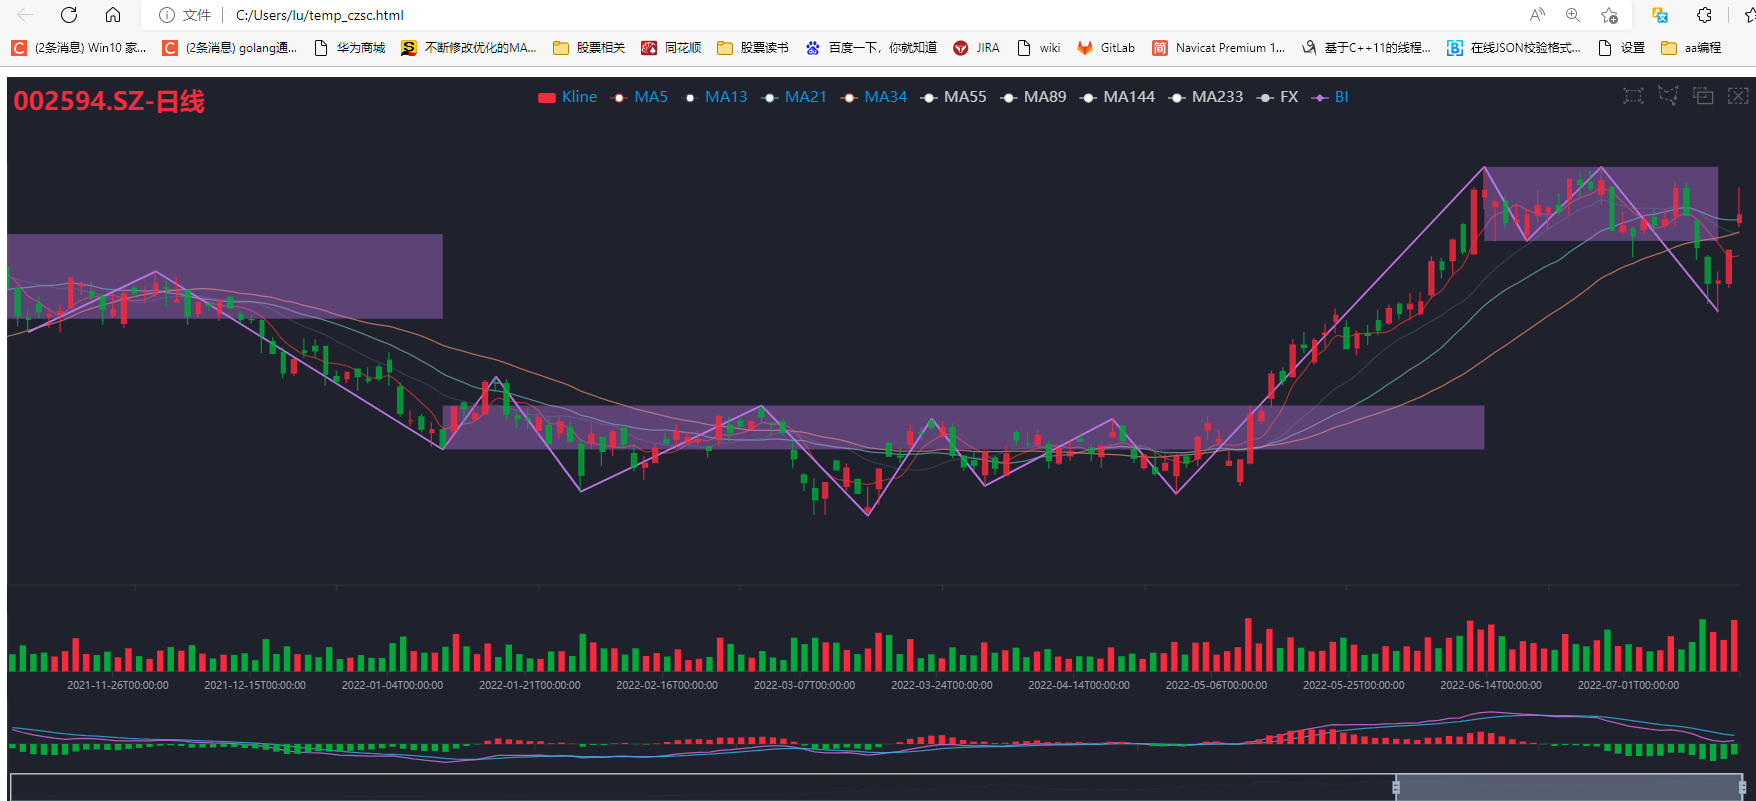 文件 C:/Users/lu/temp_czsc.html
(2条消息) Win10 家... (2条消息) golang通... 华为商城 不断修改优化的MA... 股票相关 同花顺 股票读书 百度一下，你就知道 JIRA wiki GitLab Navicat Premium 1... 基于C++11的线程... 在线JSON校验格式... 设置 aa编程
002594.SZ-日线 Kline MA5 MA13 MA21 MA34 MA55 MA89 MA144 MA233 FX BI
2021-11-26T00:00:00 2021-12-15T00:00:00 2022-01-04T00:00:00 2022-01-21T00:00:00 2022-02-16T00:00:00 2022-03-07T00:00:00 2022-03-24T00:00:00 2022-04-14T00:00:00 2022-05-06T00:00:00 2022-05-25T00:00:00 2022-06-14T00:00:00 2022-07-01T00:00:00